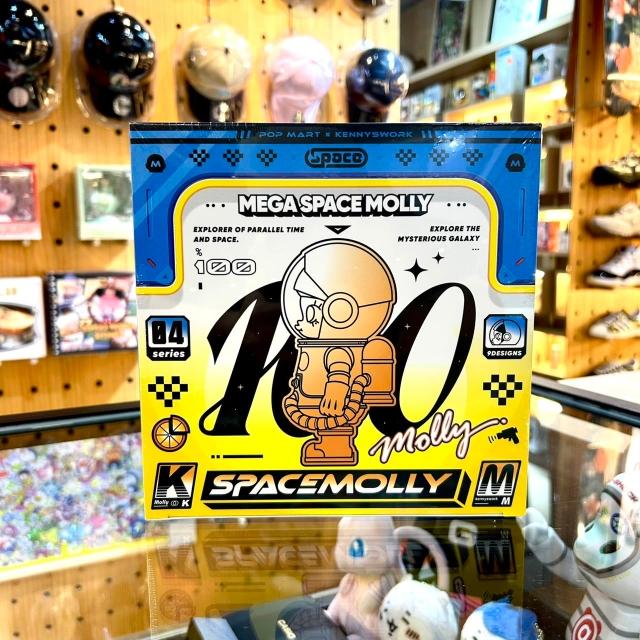 POP MART × KENNYSWORK
Space
MEGA SPACE MOLLY
EXPLORER OF PARALLEL TIME
AND SPACE.
EXPLORE THE
MYSTERIOUS GALAXY
%
100
100
04
series
9DESIGNS
Molly
K
Molly
K
SPACEMOLLY
M
kennyswork
M